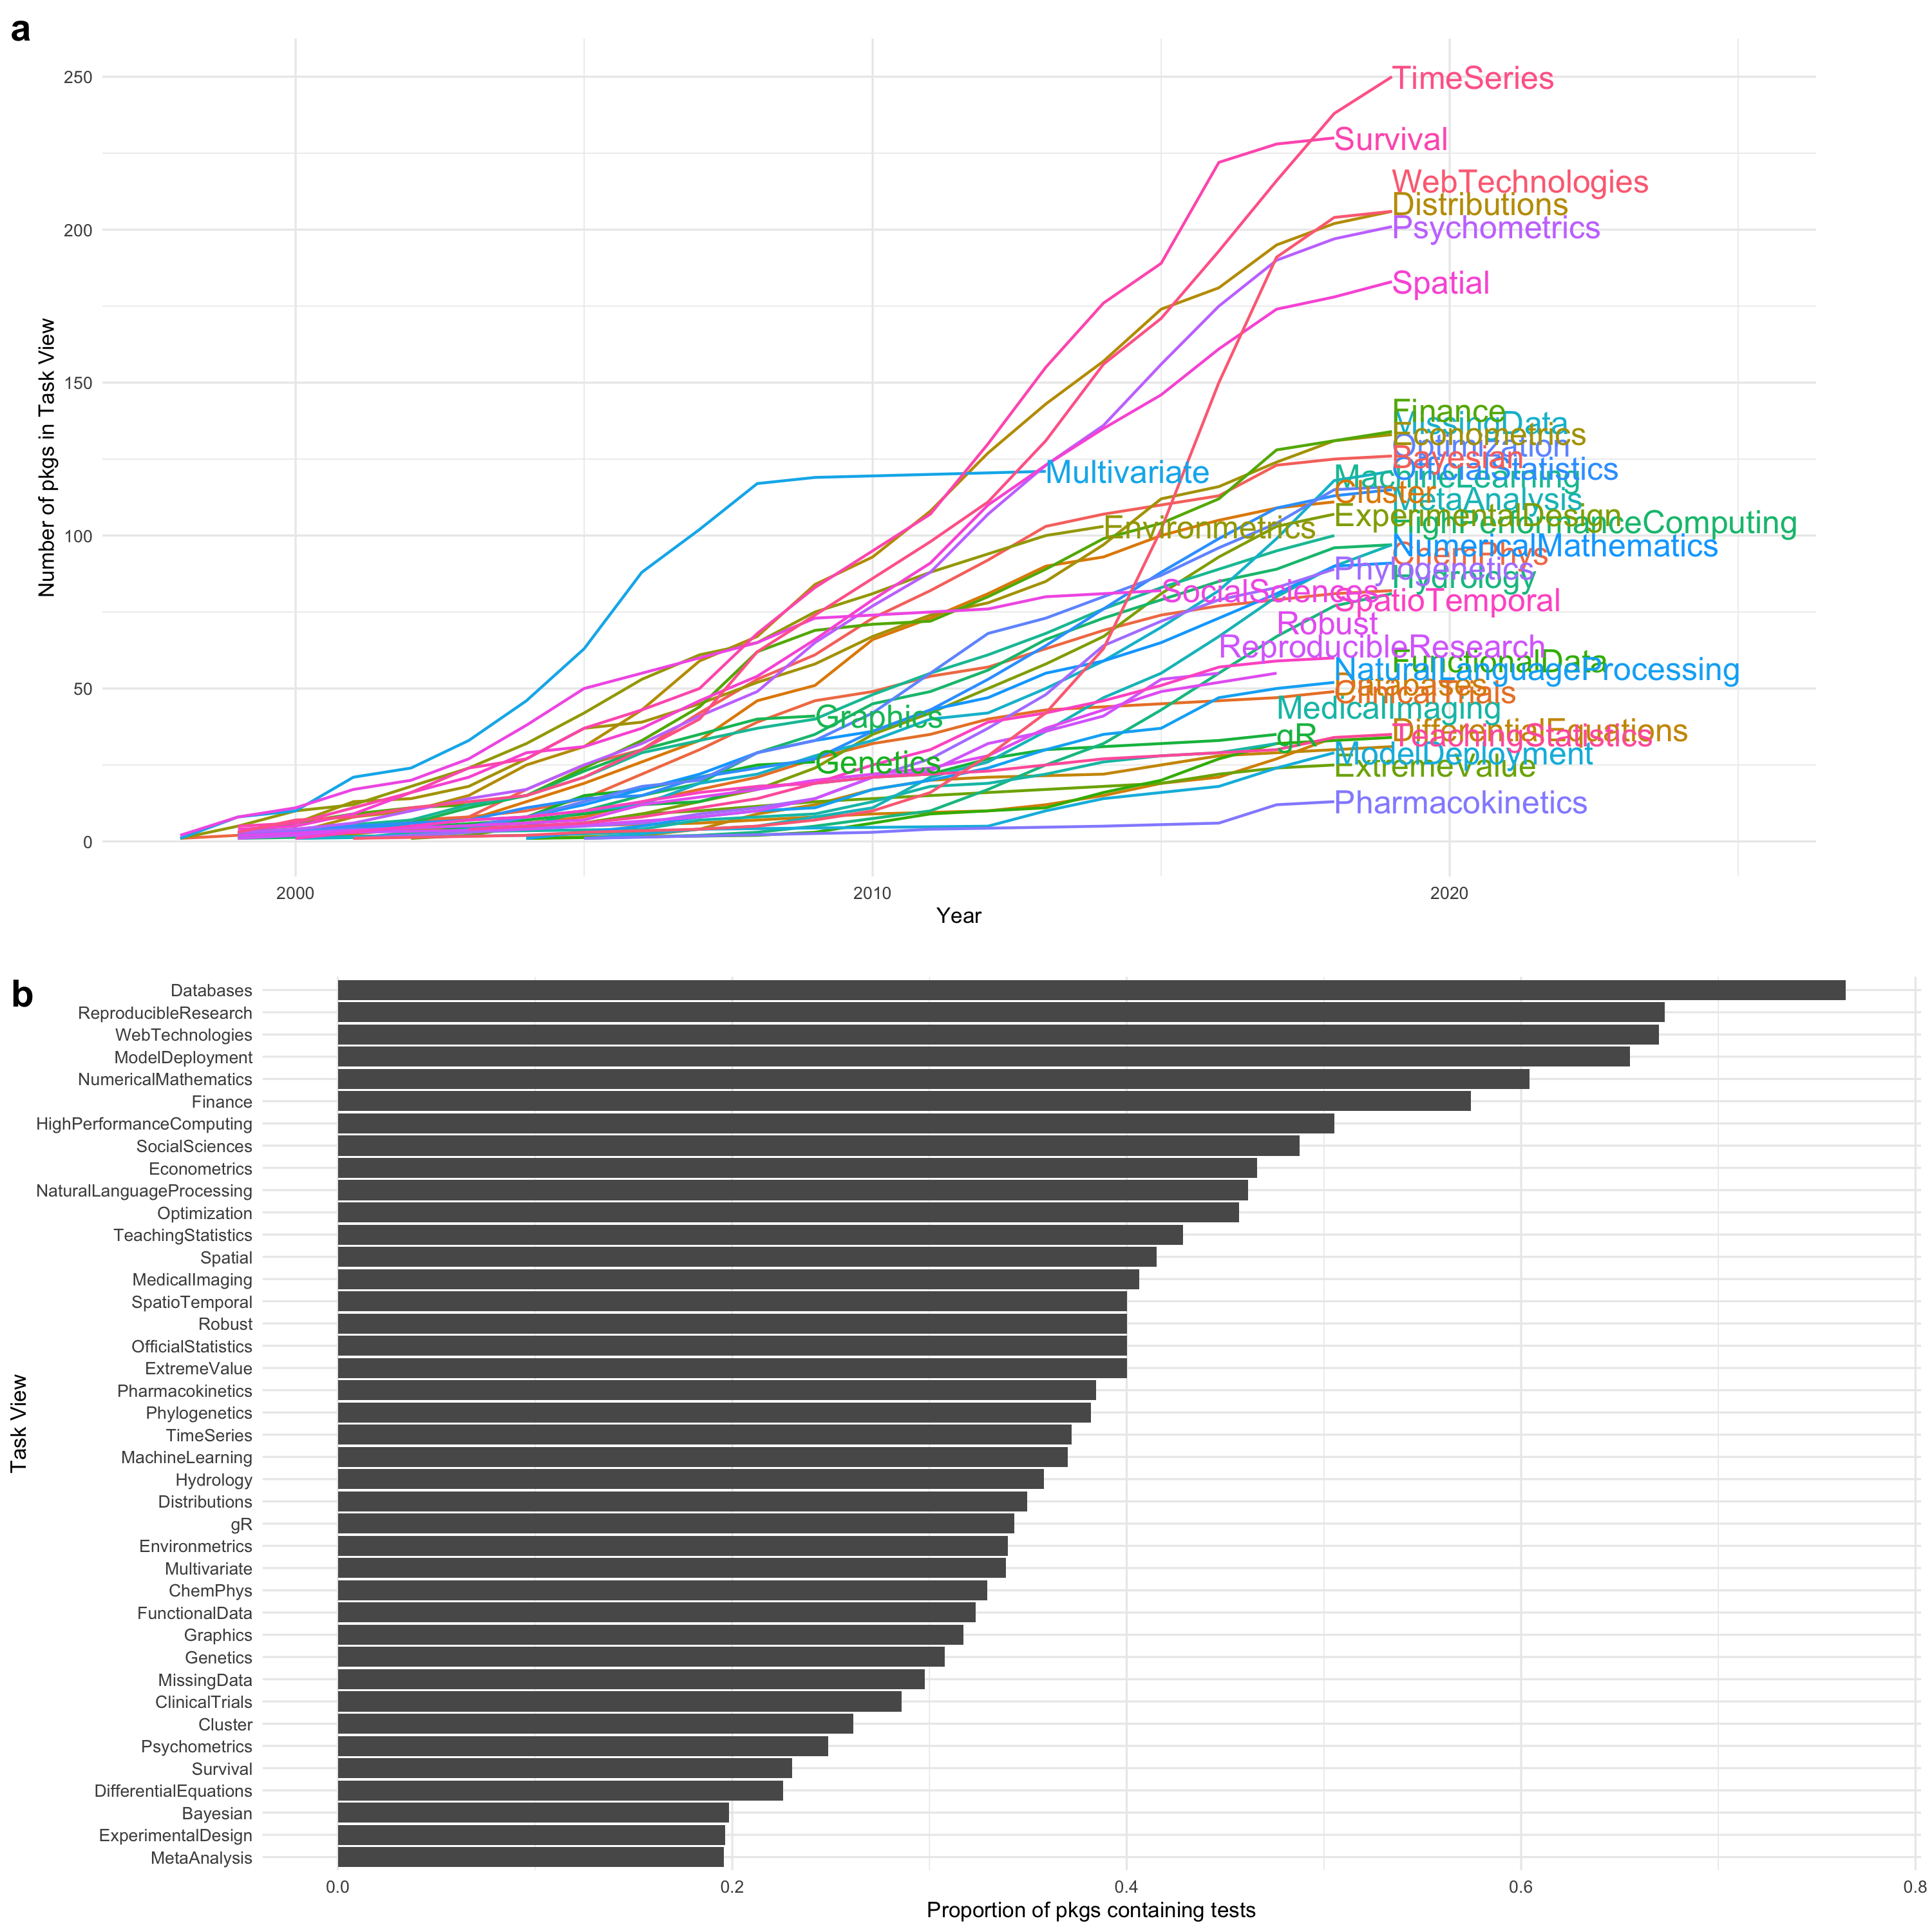 a
Number of pkgs in Task View
250
200
150
100
50
0
TimeSeries
Survival
WebTechnologies
Distributions
Psychometrics
Spatial
Finance
MissingData
Econometrics
Optimization
Bayesian
OfficialStatistics
Multivariate
MachineLearning
Cluster
MetaAnalysis
ExperimentalDesign
HighPerformanceComputing
Environmetrics
NumericalMathematics
ChemPhys
Phylogenetics
Hydrology
SocialSciences
SpatioTemporal
Robust
ReproducibleResearch
FunctionalData
NaturalLanguageProcessing
Databases
ClinicalTrials
MedicalImaging
Graphics
DifferentialEquations
gR
TeachingStatistics
ModelDeployment
Genetics
ExtremeValue
Pharmacokinetics
2000
2010
2020
Year
b
Task View
Databases
ReproducibleResearch
WebTechnologies
ModelDeployment
NumericalMathematics
Finance
HighPerformanceComputing
SocialSciences
Econometrics
NaturalLanguageProcessing
Optimization
TeachingStatistics
Spatial
MedicalImaging
SpatioTemporal
Robust
OfficialStatistics
ExtremeValue
Pharmacokinetics
Phylogenetics
TimeSeries
MachineLearning
Hydrology
Distributions
gR
Environmetrics
Multivariate
ChemPhys
FunctionalData
Graphics
Genetics
MissingData
ClinicalTrials
Cluster
Psychometrics
Survival
DifferentialEquations
Bayesian
ExperimentalDesign
MetaAnalysis
0.0
0.2
0.4
0.6
0.8
Proportion of pkgs containing tests